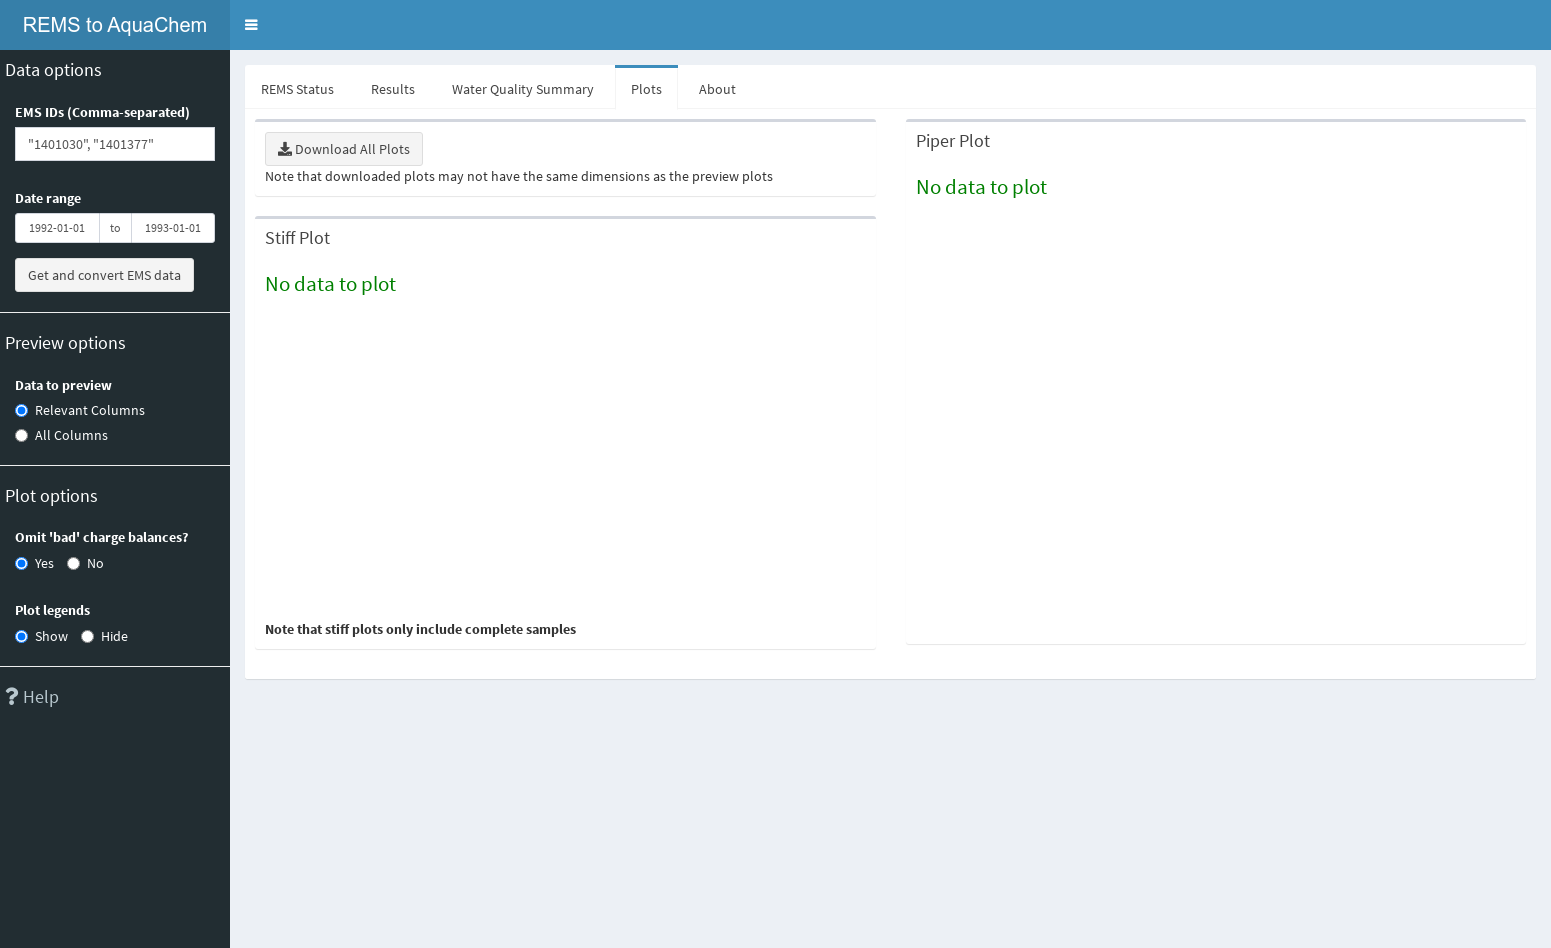 REMS to AquaChem
Data options
EMS IDs (Comma-separated)
"1401030", "1401377"
Date range
1992-01-01 to 1993-01-01
Get and convert EMS data
Preview options
Data to preview
Relevant Columns
All Columns
Plot options
Omit 'bad' charge balances?
Yes No
Plot legends
Show Hide
Help
REMS Status Results Water Quality Summary Plots About
Download All Plots
Note that downloaded plots may not have the same dimensions as the preview plots
Stiff Plot
No data to plot
Note that stiff plots only include complete samples
Piper Plot
No data to plot